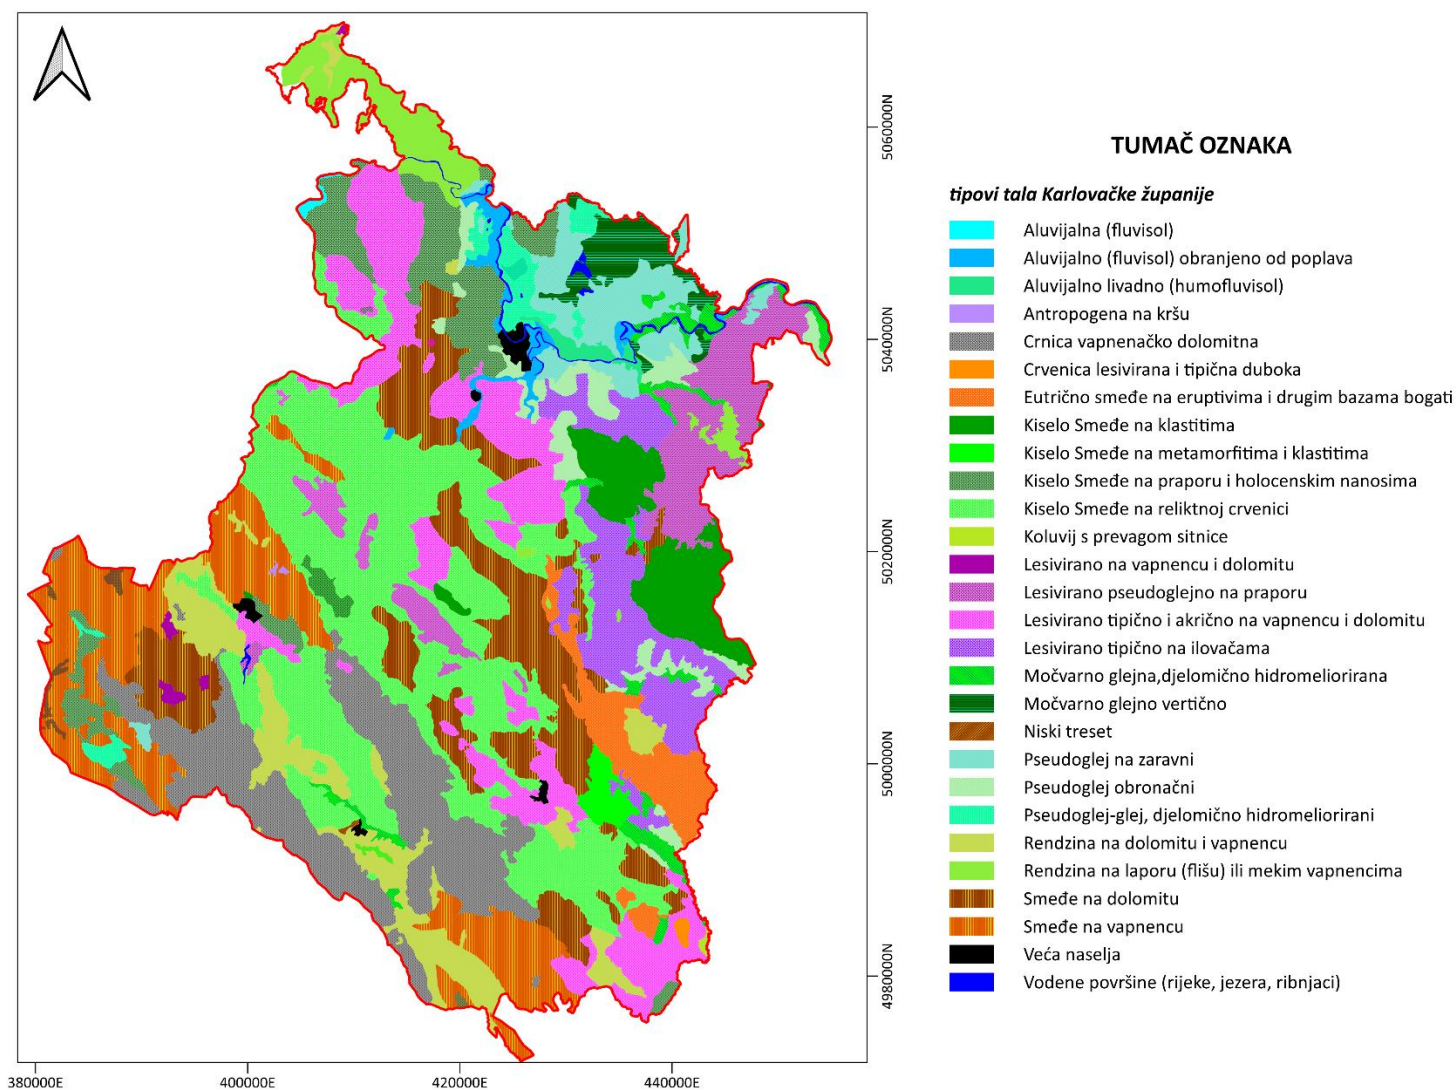 TUMAČ OZNAKA
tipovi tala Karlovačke županije
Aluvijalna (fluvisol)
Aluvijalno (fluvisol) obranjeno od poplava
Aluvijalno livadno (humofluvisol)
Antropogena na kršu
Crnica vapnenačko dolomitna
Crvenica lesivirana i tipična duboka
Eutrično smeđe na eruptivima i drugim bazama bogati
Kiselo Smeđe na klastitima
Kiselo Smeđe na metamorfitima i klastitima
Kiselo Smeđe na praporu i holocenskim nanosima
Kiselo Smeđe na reliktnoj crvenici
Koluvij s prevagom sitnice
Lesivirano na vapnencu i dolomitu
Lesivirano pseudoglejno na praporu
Lesivirano tipično i akrično na vapnencu i dolomitu
Lesivirano tipično na ilovačama
Močvarno glejna,djelomično hidromeliorirana
Močvarno glejno vertično
Niski treset
Pseudoglej na zaravni
Pseudoglej obronačni
Pseudoglej-glej, djelomično hidromeliorirani
Rendzina na dolomitu i vapnencu
Rendzina na laporu (flišu) ili mekim vapnencima
Smeđe na dolomitu
Smeđe na vapnencu
Veća naselja
Vodene površine (rijeke, jezera, ribnjaci)
5060000N
5040000N
5020000N
5000000N
4980000N
380000E
400000E
420000E
440000E